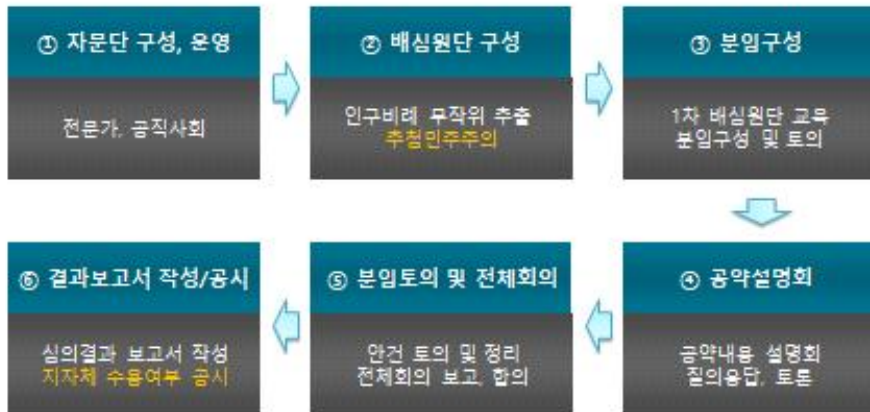 ① 자문단 구성, 운영
전문가, 공직사회
② 배심원단 구성
인구비례 무작위 추출
추첨민주주의
③ 분임구성
1차 배심원단 교육
분임구성 및 토의
④ 공약설명회
공약내용 설명회
질의응답, 토론
⑤ 분임토의 및 전체회의
안건 토의 및 정리
전체회의 보고, 합의
⑥ 결과보고서 작성/공시
심의결과 보고서 작성
지자체 수용여부 공시